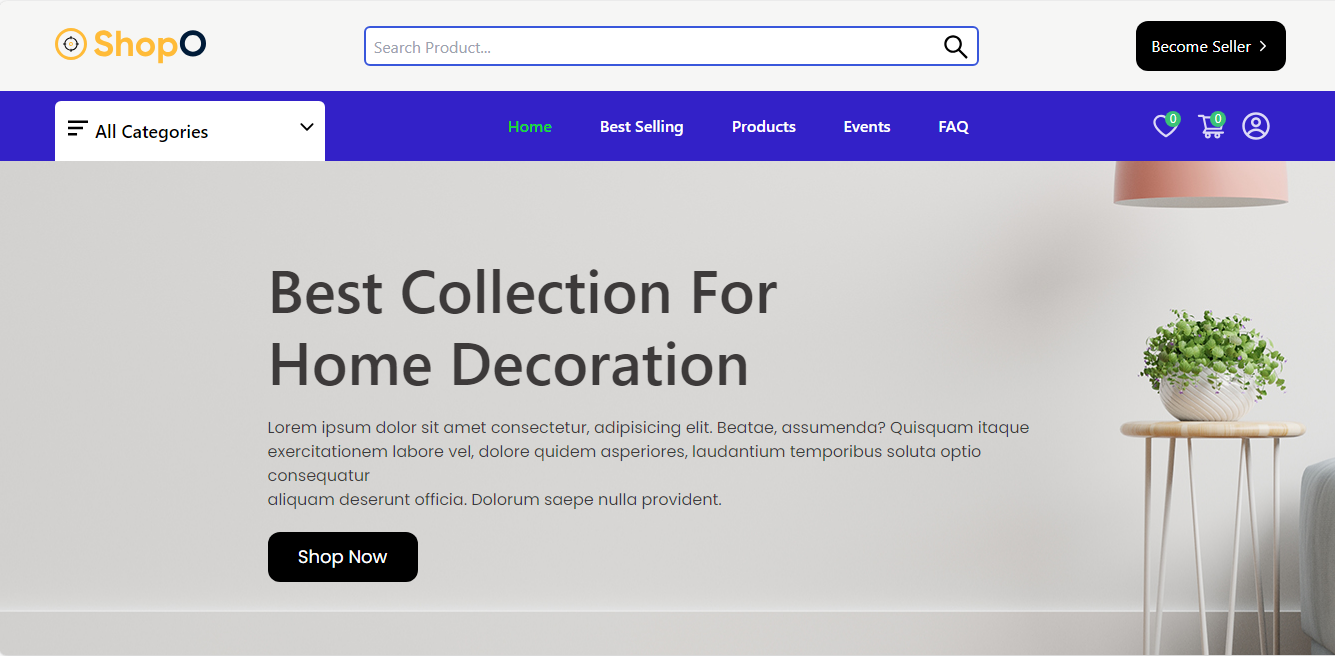 ShopO
Search Product...
Become Seller
All Categories
Home
Best Selling
Products
Events
FAQ
0
0
Best Collection For
Home Decoration
Lorem ipsum dolor sit amet consectetur, adipisicing elit. Beatae, assumenda? Quisquam itaque
exercitationem labore vel, dolore quidem asperiores, laudantium temporibus soluta optio
consequatur
aliquam deserunt officia. Dolorum saepe nulla provident.
Shop Now